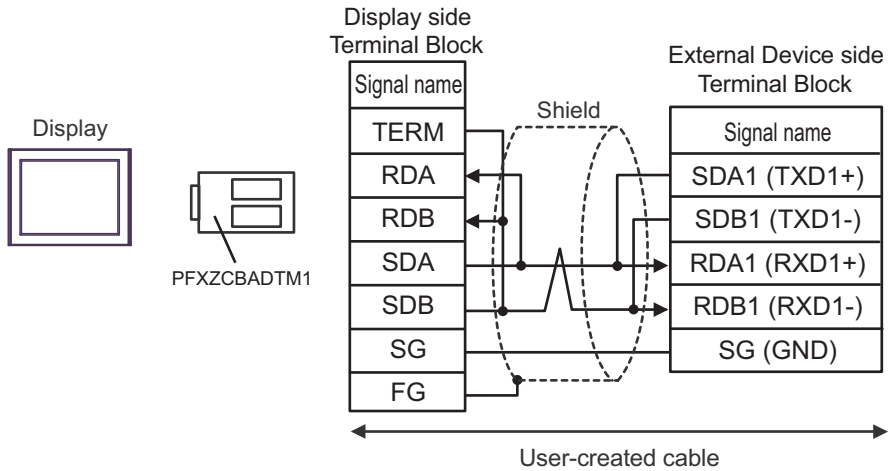 Display side
Terminal Block
External Device side
Terminal Block
Display
PFXZCBADTM1
Shield
Signal name
TERM
RDA
RDB
SDA
SDB
SG
FG
Signal name
SDA1 (TXD1+)
SDB1 (TXD1-)
RDA1 (RXD1+)
RDB1 (RXD1-)
SG (GND)
User-created cable